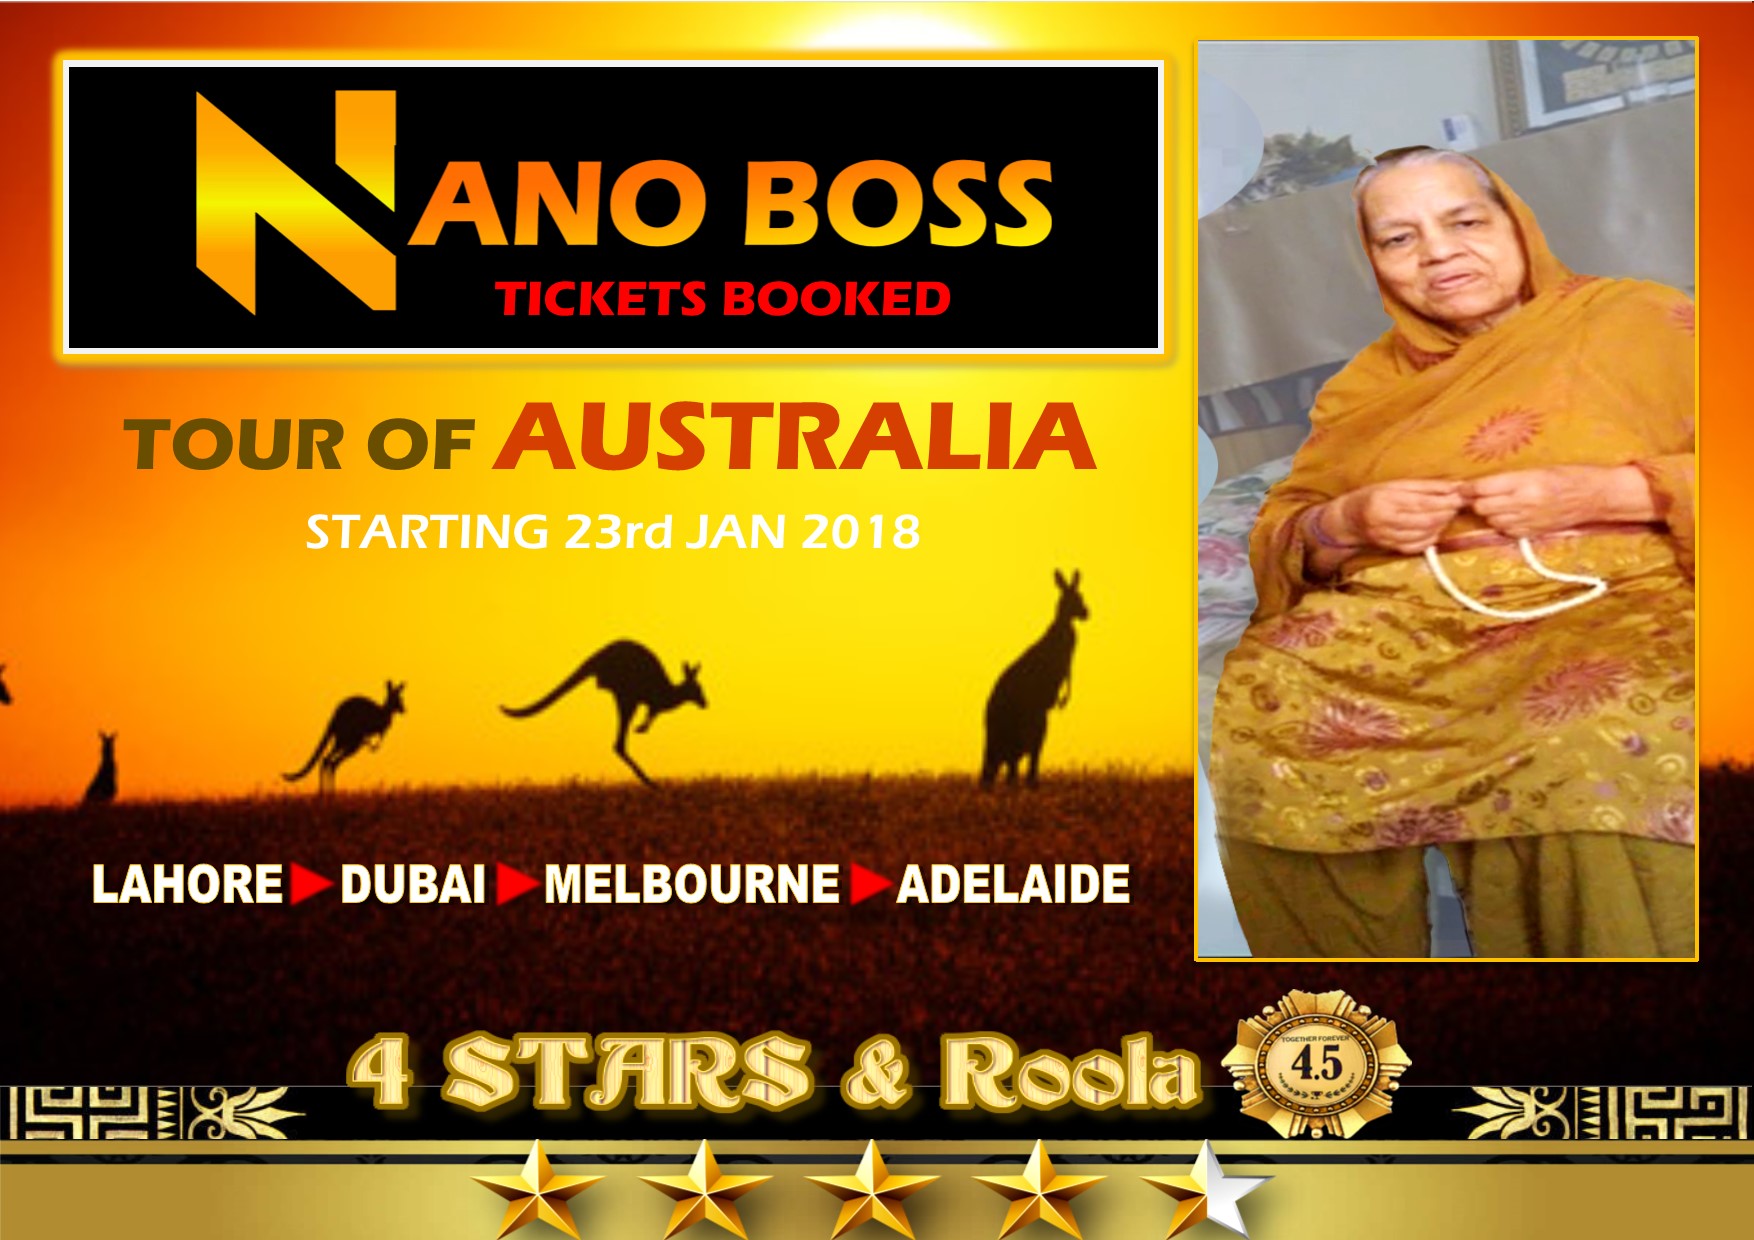 NANO BOSS
TICKETS BOOKED
TOUR OF AUSTRALIA
STARTING 23rd JAN 2018
LAHORE DUBAI MELBOURNE ADELAIDE
4 STARS & Roola
TOGETHER FOREVER
4.5